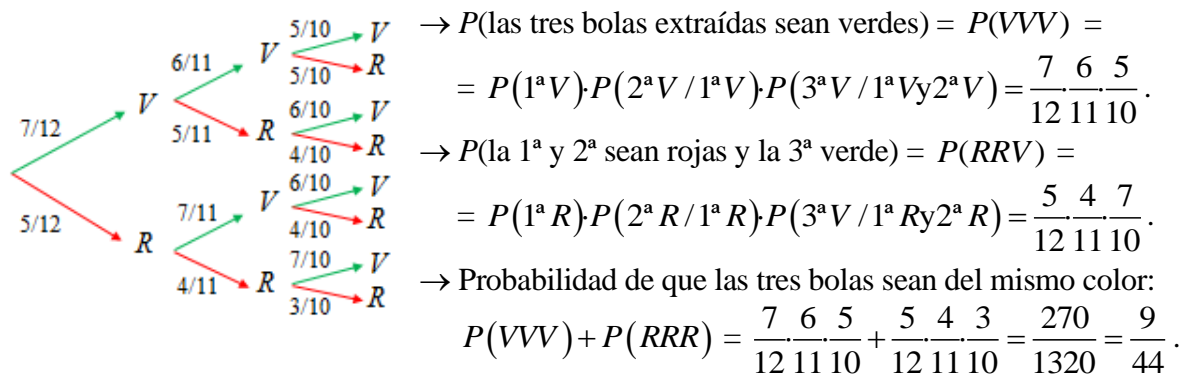 5/10 V
6/11 V 5/10 R
V 6/10 V
7/12 5/11 R 4/10 R
6/10 V
5/12 7/11 V 4/10 R
R 7/10 V
4/11 R 3/10 R
→ P(las tres bolas extraídas sean verdes) = P(VVV) =
= P(1ª V)·P(2ª V / 1ª V)·P(3ª V / 1ª Vy2ª V) = 7/12·6/11·5/10.
→ P(la 1ª y 2ª sean rojas y la 3ª verde) = P(RRV) =
= P(1ª R)·P(2ª R / 1ª R)·P(3ª V / 1ª Ry2ª R) = 5/12·4/11·7/10.
→ Probabilidad de que las tres bolas sean del mismo color:
P(VVV) + P(RRR) = 7/12·6/11·5/10 + 5/12·4/11·3/10 = 270/1320 = 9/44.